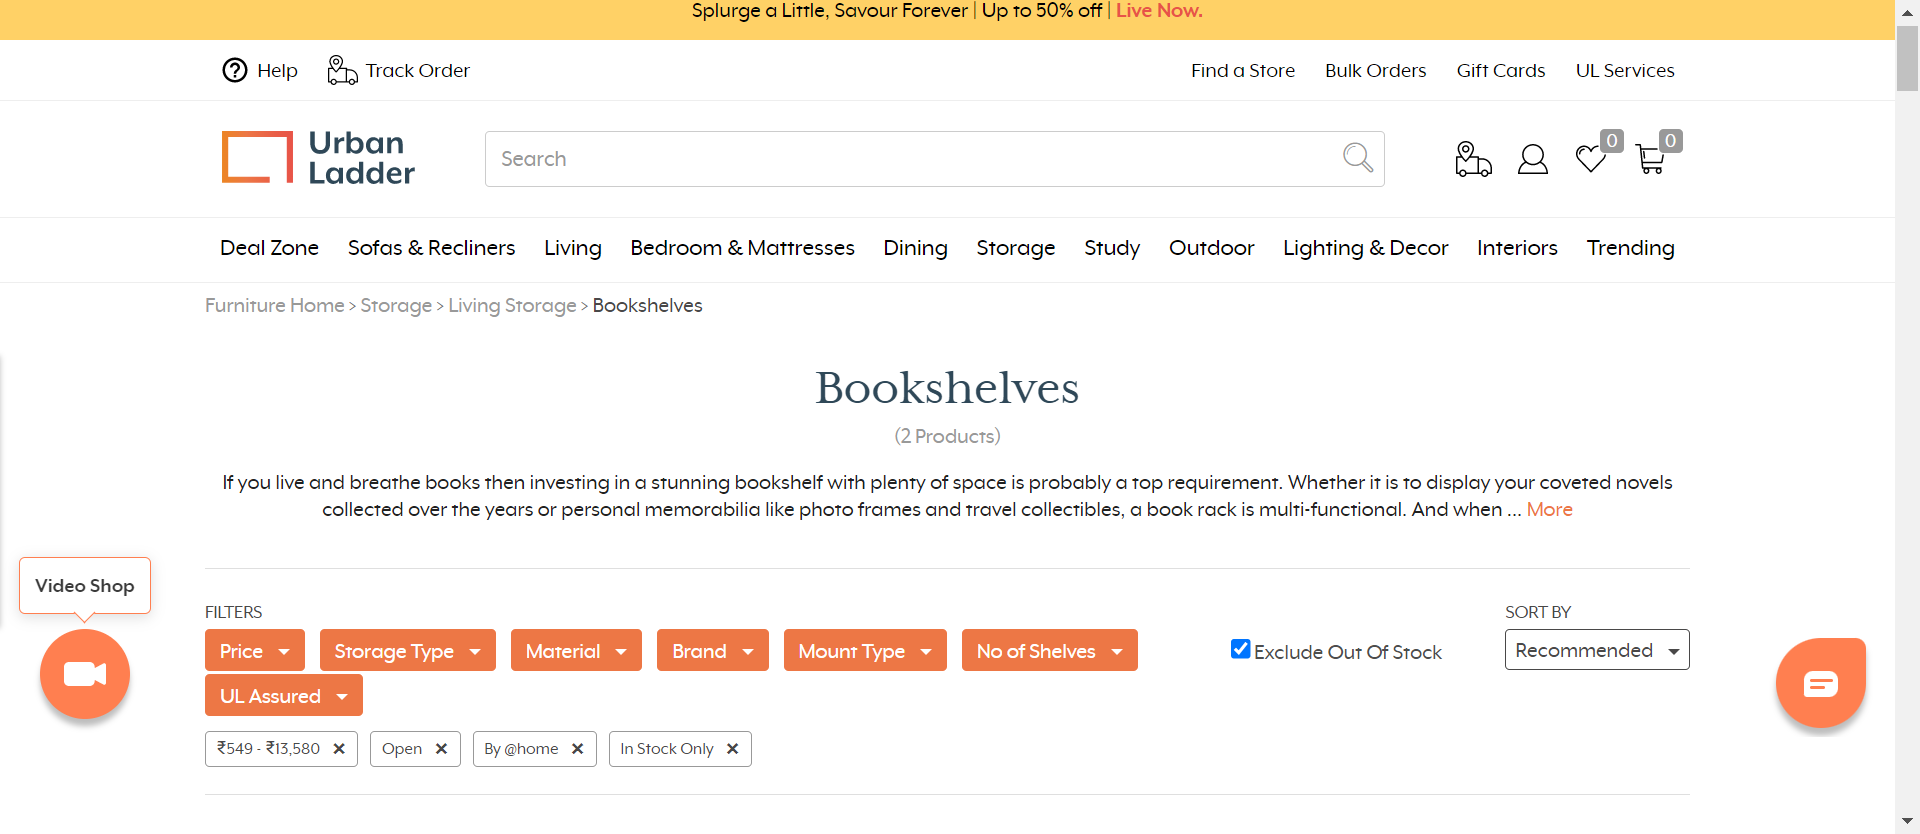 Splurge a Little, Savour Forever | Up to 50% off | Live Now.
Help Track Order Find a Store Bulk Orders Gift Cards UL Services
Urban
Ladder
Search
0 0
Deal Zone Sofas & Recliners Living Bedroom & Mattresses Dining Storage Study Outdoor Lighting & Decor Interiors Trending
Furniture Home > Storage > Living Storage > Bookshelves
Bookshelves
(2 Products)
If you live and breathe books then investing in a stunning bookshelf with plenty of space is probably a top requirement. Whether it is to display your coveted novels
collected over the years or personal memorabilia like photo frames and travel collectibles, a book rack is multi-functional. And when ... More
Video Shop
FILTERS SORT BY
Price Storage Type Material Brand Mount Type No of Shelves Exclude Out Of Stock Recommended
UL Assured
₹549 - ₹13,580 ✕ Open ✕ By @home ✕ In Stock Only ✕